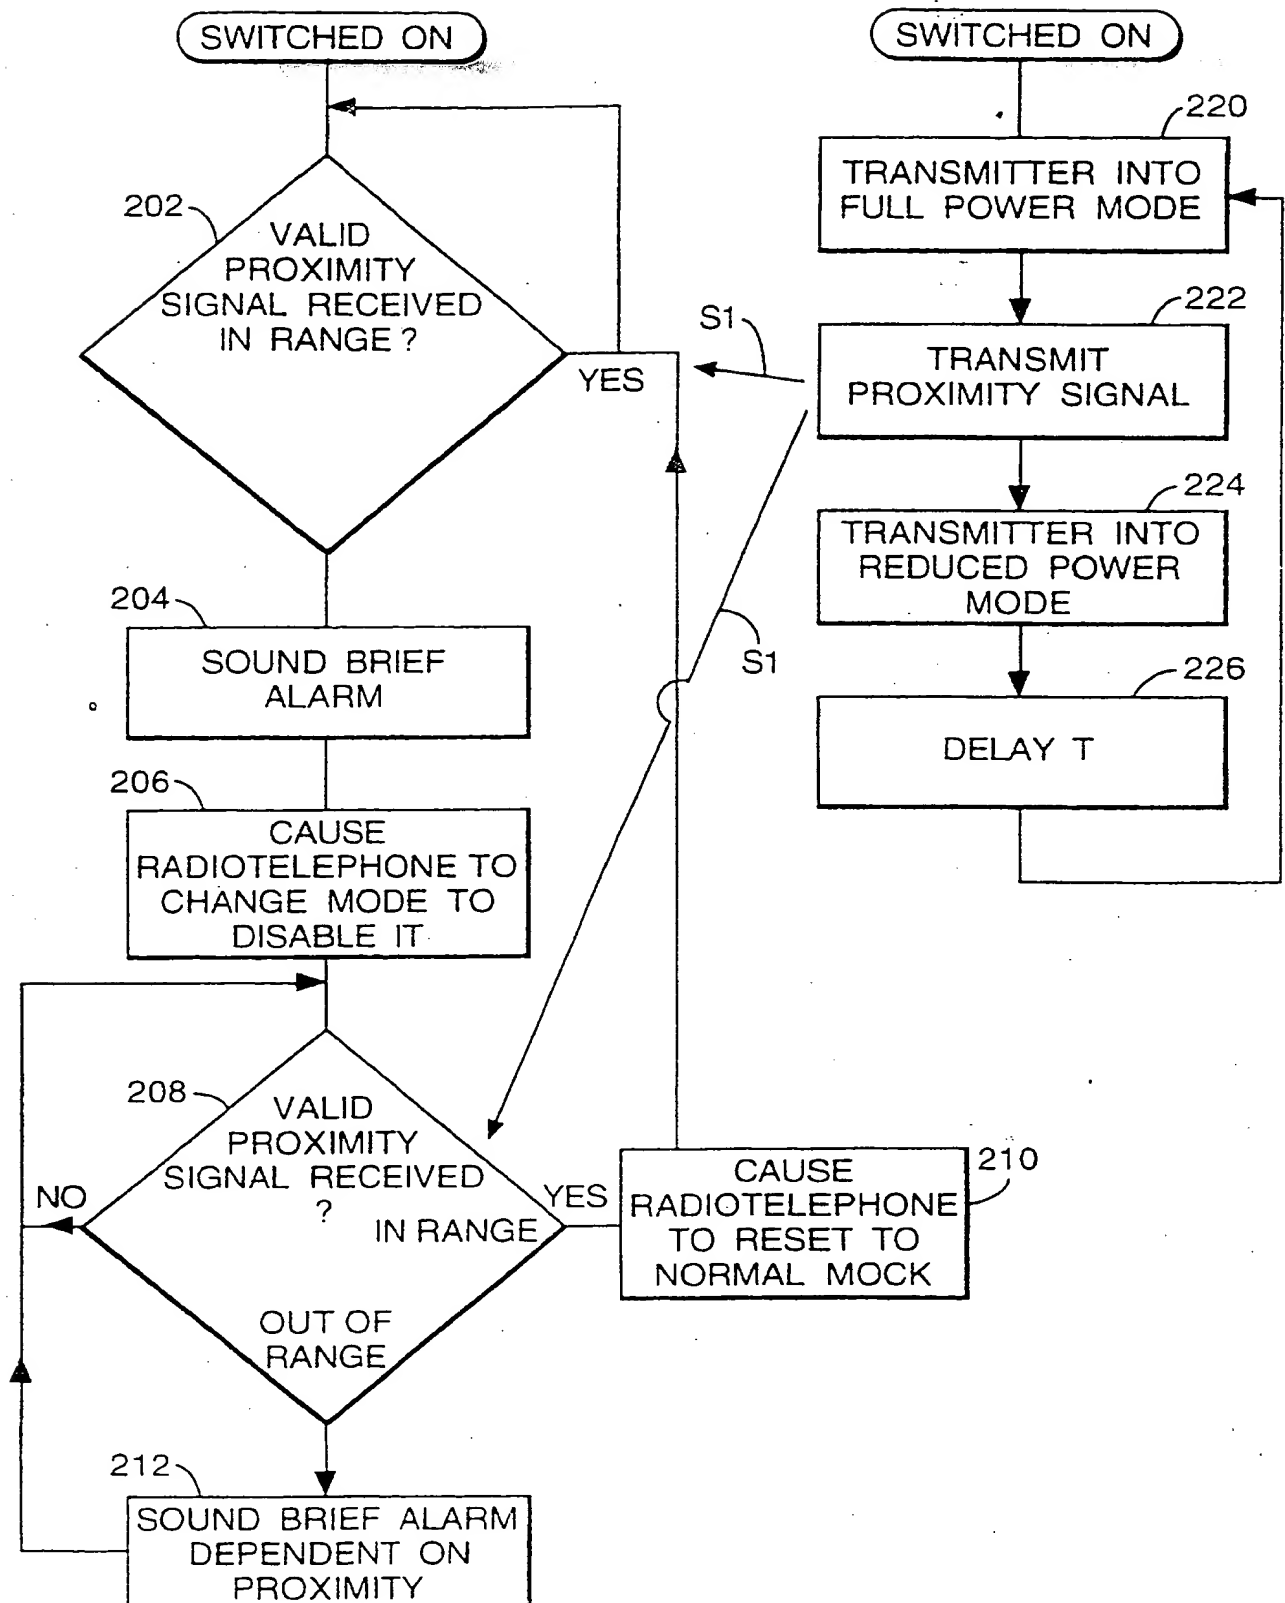 SWITCHED ON
202
VALID
PROXIMITY
SIGNAL RECEIVED
IN RANGE ?
YES
204
SOUND BRIEF
ALARM
206
CAUSE
RADIOTELEPHONE TO
CHANGE MODE TO
DISABLE IT
208
VALID
PROXIMITY
SIGNAL RECEIVED
?
NO
YES
IN RANGE
OUT OF
RANGE
210
CAUSE
RADIOTELEPHONE
TO RESET TO
NORMAL MOCK
212
SOUND BRIEF ALARM
DEPENDENT ON
PROXIMITY
SWITCHED ON
220
TRANSMITTER INTO
FULL POWER MODE
222
S1
TRANSMIT
PROXIMITY SIGNAL
224
TRANSMITTER INTO
REDUCED POWER
MODE
S1
226
DELAY T